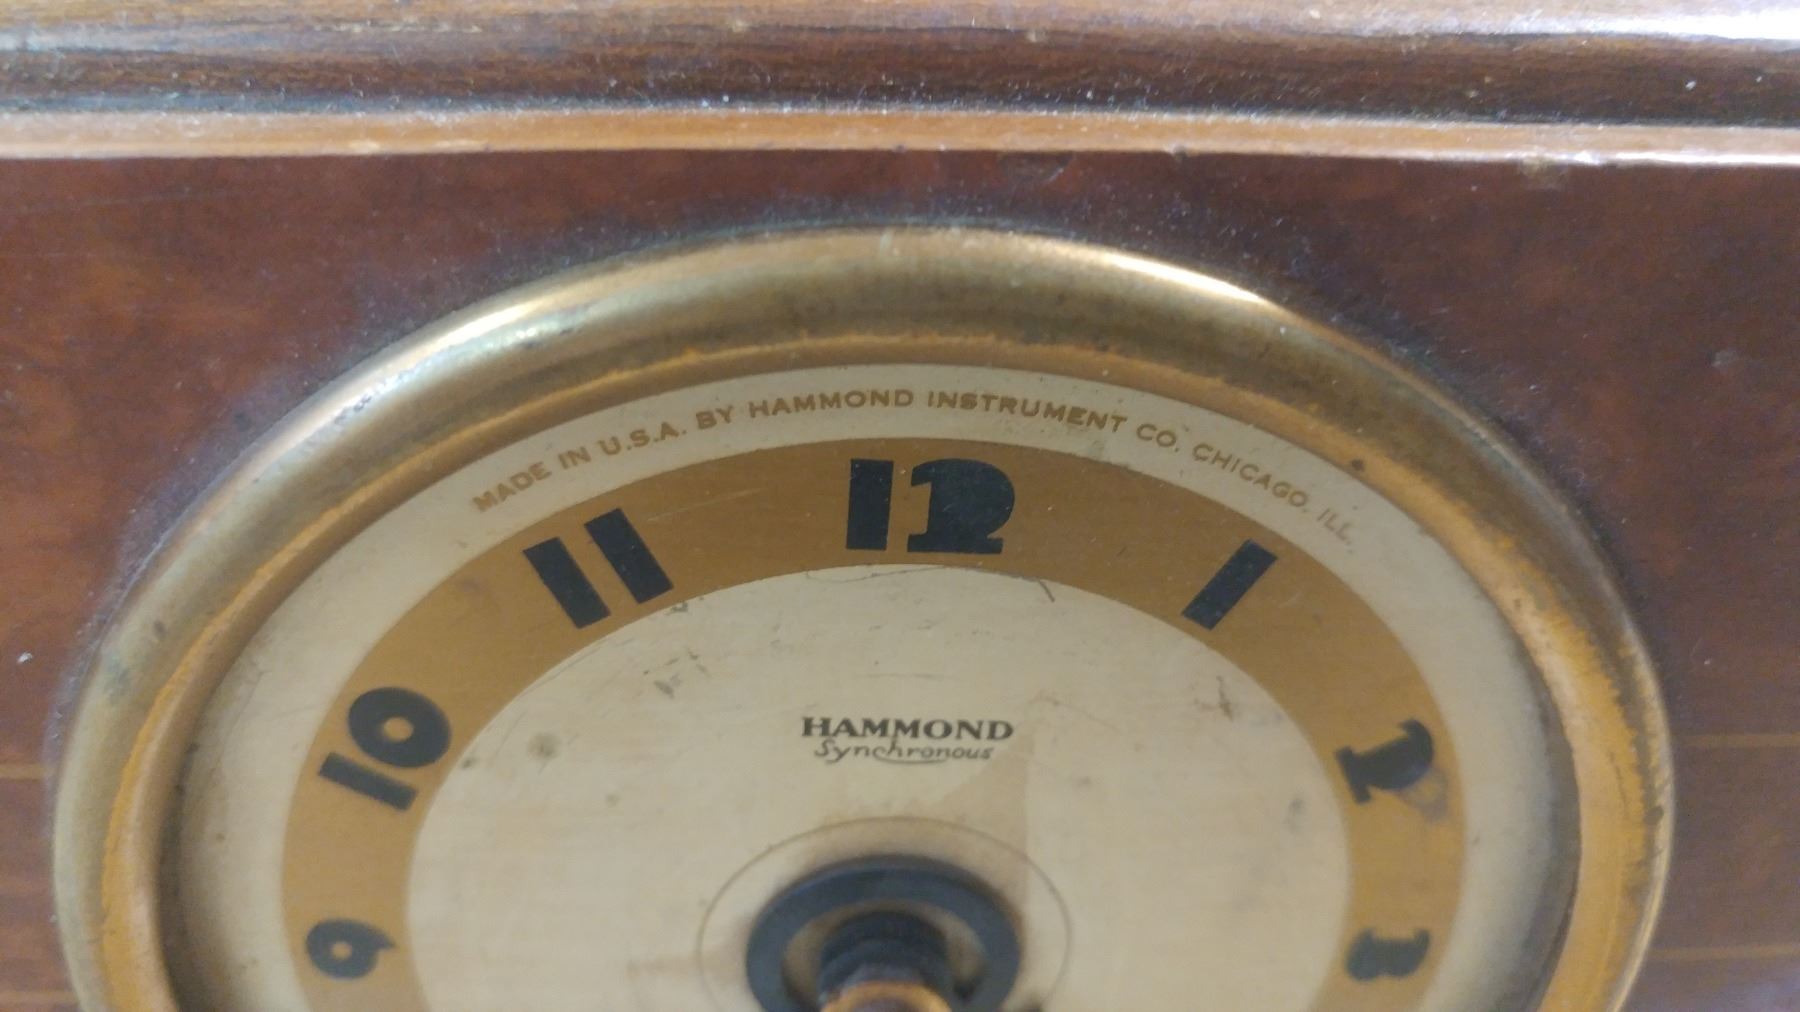 MADE IN U.S.A. BY HAMMOND INSTRUMENT CO. CHICAGO, ILL.
12
11
1
10
2
9
3
HAMMOND
Synchronous